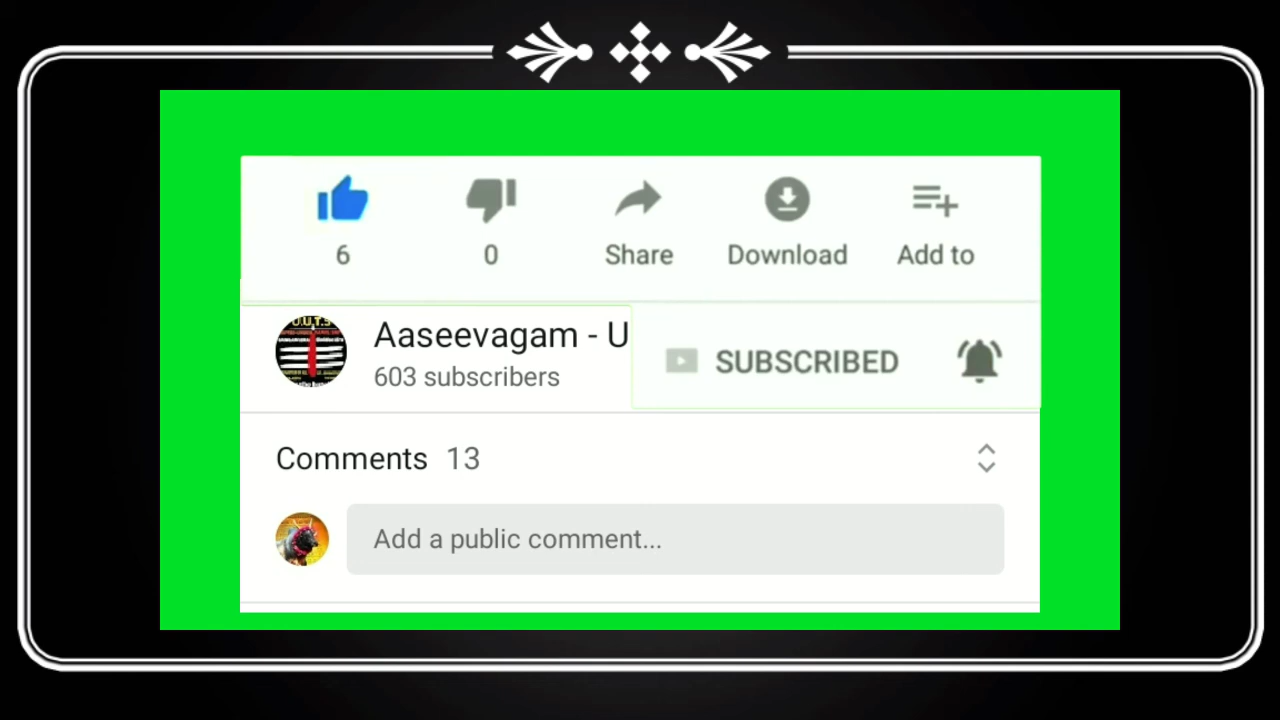 6 0 Share Download Add to
Aaseevagam - U
603 subscribers
SUBSCRIBED
Comments 13
Add a public comment...